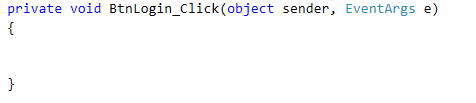 private void BtnLogin_Click(object sender, EventArgs e)
{
}